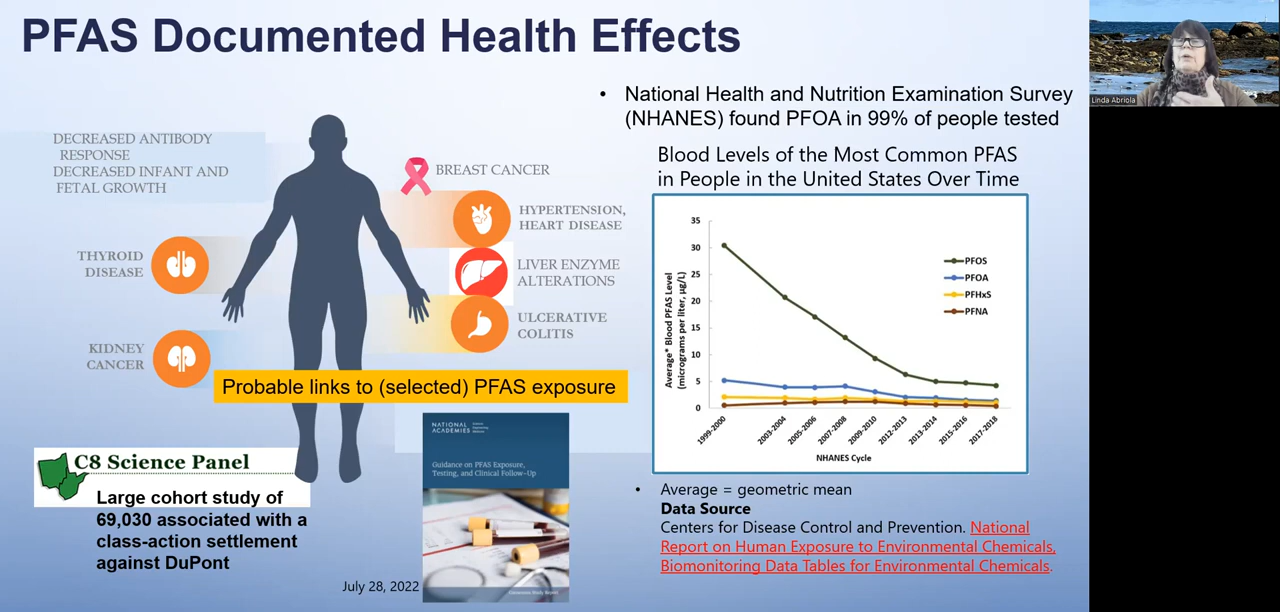 PFAS Documented Health Effects
Linda Abriola
DECREASED ANTIBODY
RESPONSE
DECREASED INFANT AND
FETAL GROWTH
THYROID
DISEASE
KIDNEY
CANCER
BREAST CANCER
HYPERTENSION,
HEART DISEASE
LIVER ENZYME
ALTERATIONS
ULCERATIVE
COLITIS
Probable links to (selected) PFAS exposure
C8 Science Panel
Large cohort study of
69,030 associated with a
class-action settlement
against DuPont
July 28, 2022
NATIONAL
ACADEMIES
Sciences
Engineering
Medicine
Guidance on PFAS Exposure,
Testing, and Clinical Follow-Up
Consensus Study Report
• National Health and Nutrition Examination Survey
(NHANES) found PFOA in 99% of people tested
Blood Levels of the Most Common PFAS
in People in the United States Over Time
Average* Blood PFAS Level
(micrograms per liter, µg/L)
35
30
25
20
15
10
5
0
PFOS
PFOA
PFHxS
PFNA
1999-2000
2003-2004
2005-2006
2007-2008
2009-2010
2012-2013
2013-2014
2015-2016
2017-2018
NHANES Cycle
• Average = geometric mean
Data Source
Centers for Disease Control and Prevention. National
Report on Human Exposure to Environmental Chemicals,
Biomonitoring Data Tables for Environmental Chemicals.